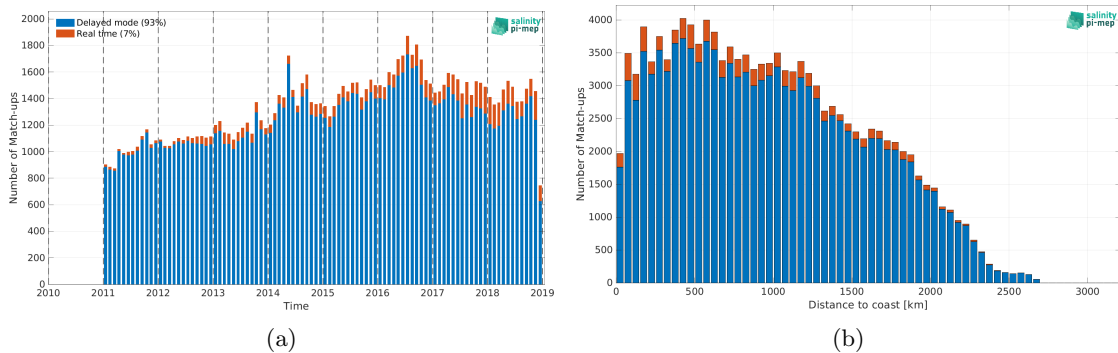 Delayed mode (93%)
Real time (7%)
salinity
pi-mep
Number of Match-ups
2000
1800
1600
1400
1200
1000
800
600
400
200
0
2010 2011 2012 2013 2014 2015 2016 2017 2018 2019
Time
(a)
salinity
pi-mep
Number of Match-ups
4000
3500
3000
2500
2000
1500
1000
500
0
0 500 1000 1500 2000 2500 3000
Distance to coast [km]
(b)